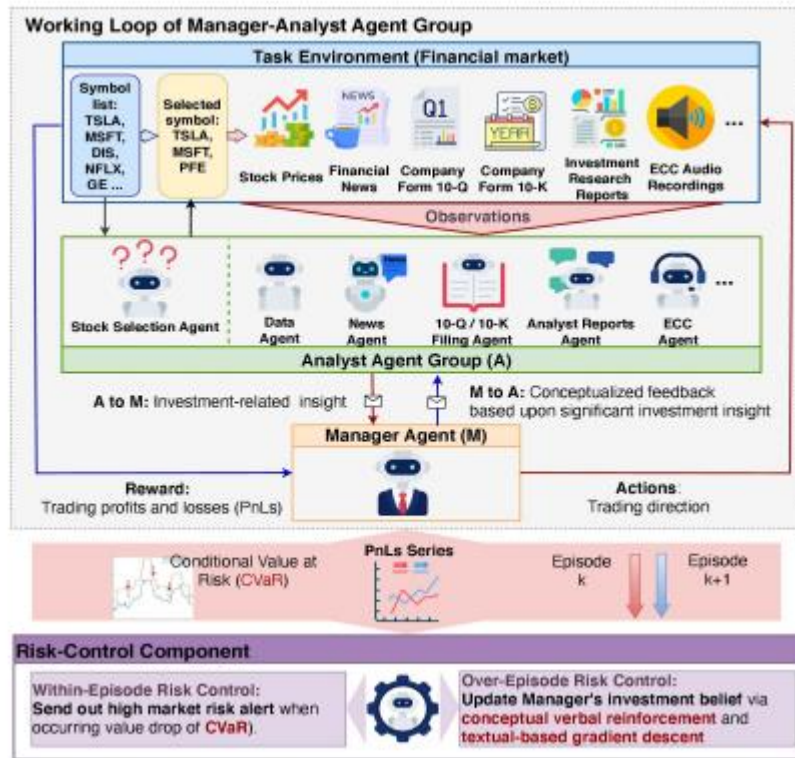 Working Loop of Manager-Analyst Agent Group
Task Environment (Financial market)
Symbol
list:
TSLA,
MSFT,
DIS,
NFLX,
GE ...
Selected
symbol:
TSLA,
MSFT,
PFE
NEWS
Q1
YEAR
...
Stock Prices
Financial
News
Company
Form 10-Q
Company
Form 10-K
Investment
Research
Reports
ECC Audio
Recordings
Observations
? ? ?
News
...
Stock Selection Agent
Data
Agent
News
Agent
10-Q / 10-K
Filing Agent
Analyst Reports
Agent
ECC
Agent
Analyst Agent Group (A)
A to M: Investment-related insight
M to A: Conceptualized feedback
based upon significant investment insight
Manager Agent (M)
Reward:
Trading profits and losses (PnLs)
Actions:
Trading direction
Conditional Value at
Risk (CVaR)
PnLs Series
Episode
k
Episode
k+1
Risk-Control Component
Within-Episode Risk Control:
Send out high market risk alert when
occurring value drop of CVaR).
Over-Episode Risk Control:
Update Manager's investment belief via
conceptual verbal reinforcement and
textual-based gradient descent